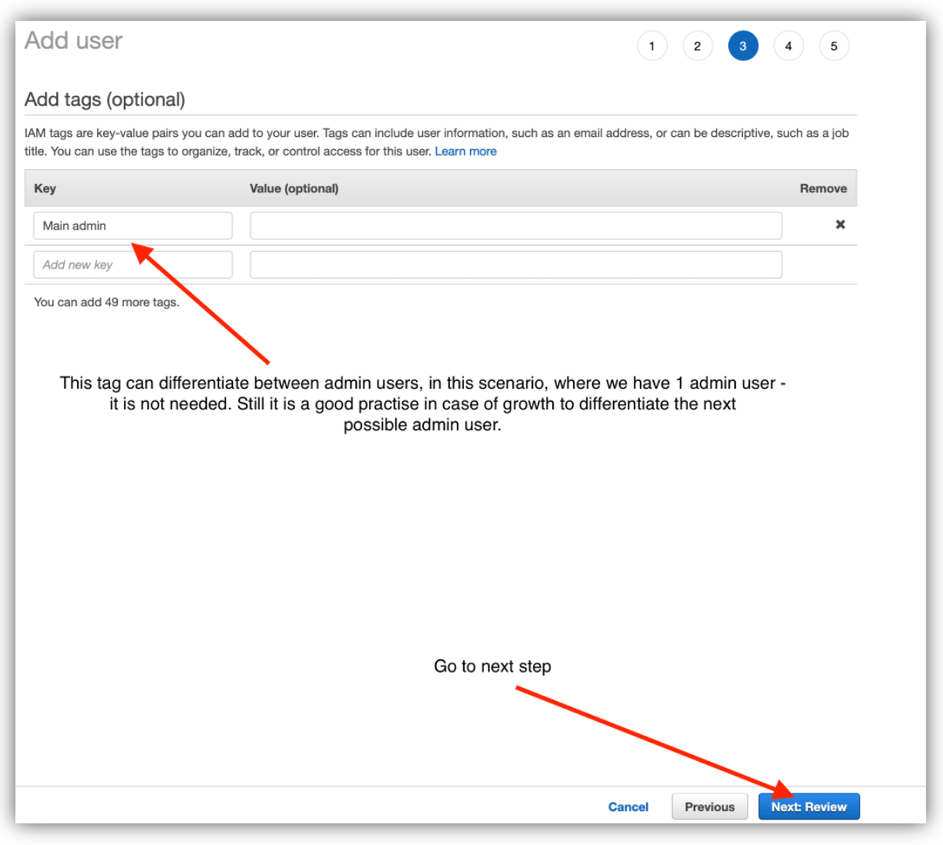 Add user
1 2 3 4 5
Add tags (optional)
IAM tags are key-value pairs you can add to your user. Tags can include user information, such as an email address, or can be descriptive, such as a job
title. You can use the tags to organize, track, or control access for this user. Learn more
Key Value (optional) Remove
Main admin ✖
Add new key
You can add 49 more tags.
This tag can differentiate between admin users, in this scenario, where we have 1 admin user -
it is not needed. Still it is a good practise in case of growth to differentiate the next
possible admin user.
Go to next step
Cancel Previous Next: Review